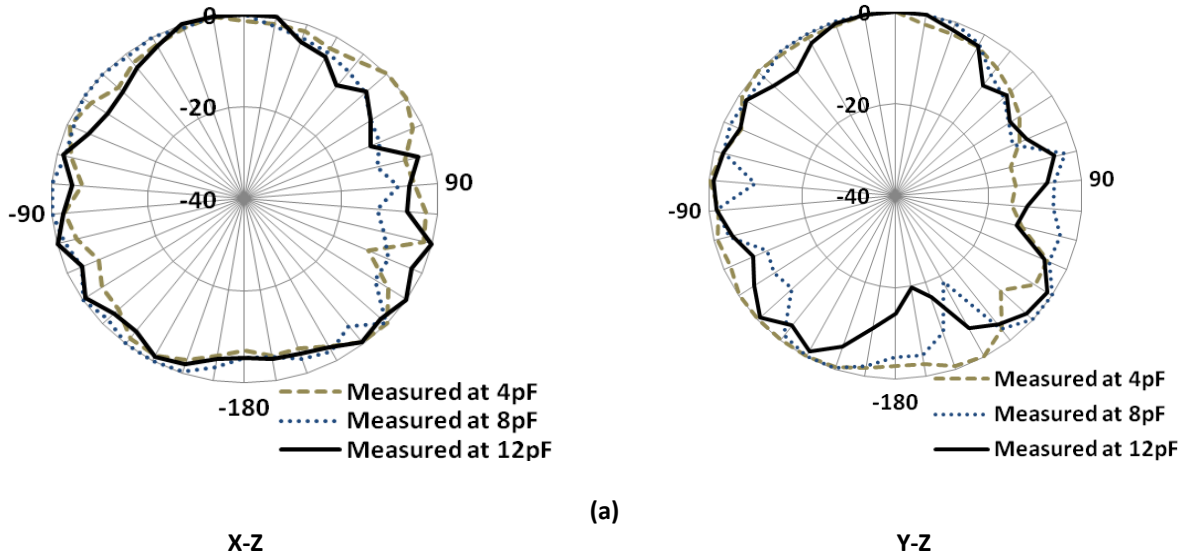 0
-20
-40
90
-90
-180
Measured at 4pF
Measured at 8pF
Measured at 12pF
0
-20
-40
90
-90
-180
Measured at 4pF
Measured at 8pF
Measured at 12pF
(a)
X-Z
Y-Z